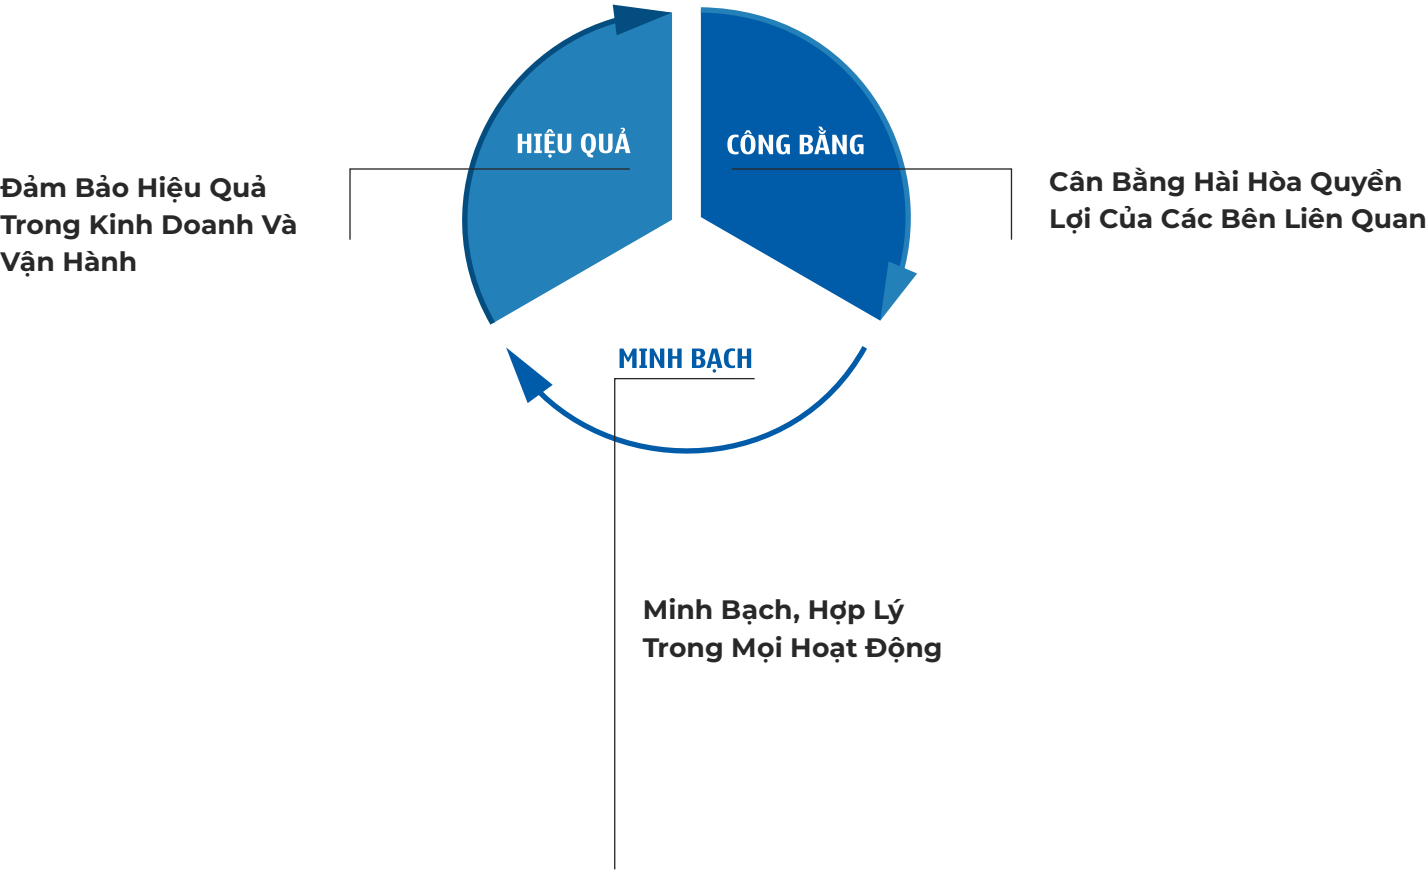 HIỆU QUẢ
CÔNG BẰNG
Đảm Bảo Hiệu Quả
Trong Kinh Doanh Và
Vận Hành
Cân Bằng Hài Hòa Quyền
Lợi Của Các Bên Liên Quan
MINH BẠCH
Minh Bạch, Hợp Lý
Trong Mọi Hoạt Động